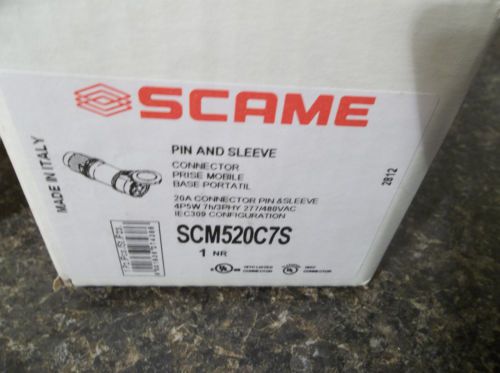 SCAME
PIN AND SLEEVE
CONNECTOR
PRISE MOBILE
BASE PORTATIL
20A CONNECTOR PIN &SLEEVE
4P5W 7h/3PHY 277/480VAC
IEC309 CONFIGURATION
SCM520C7S
1 NR
MADE IN ITALY
2812